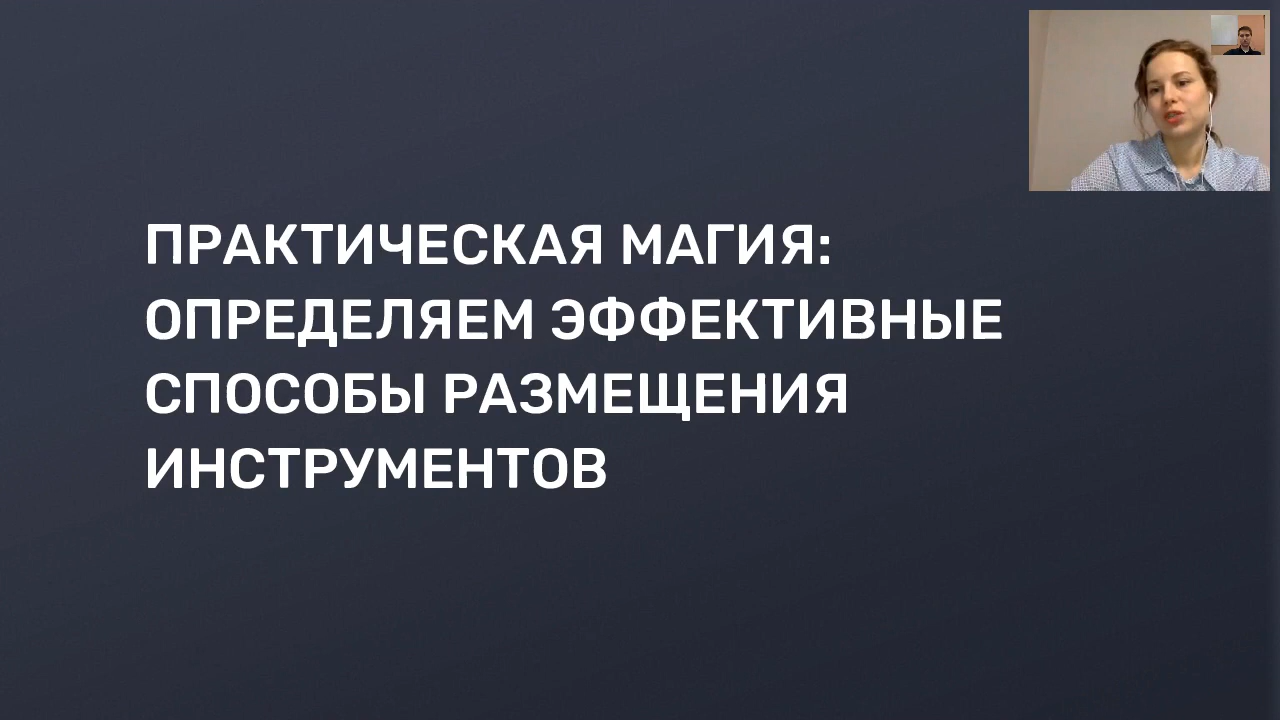 ПРАКТИЧЕСКАЯ МАГИЯ:
ОПРЕДЕЛЯЕМ ЭФФЕКТИВНЫЕ
СПОСОБЫ РАЗМЕЩЕНИЯ
ИНСТРУМЕНТОВ